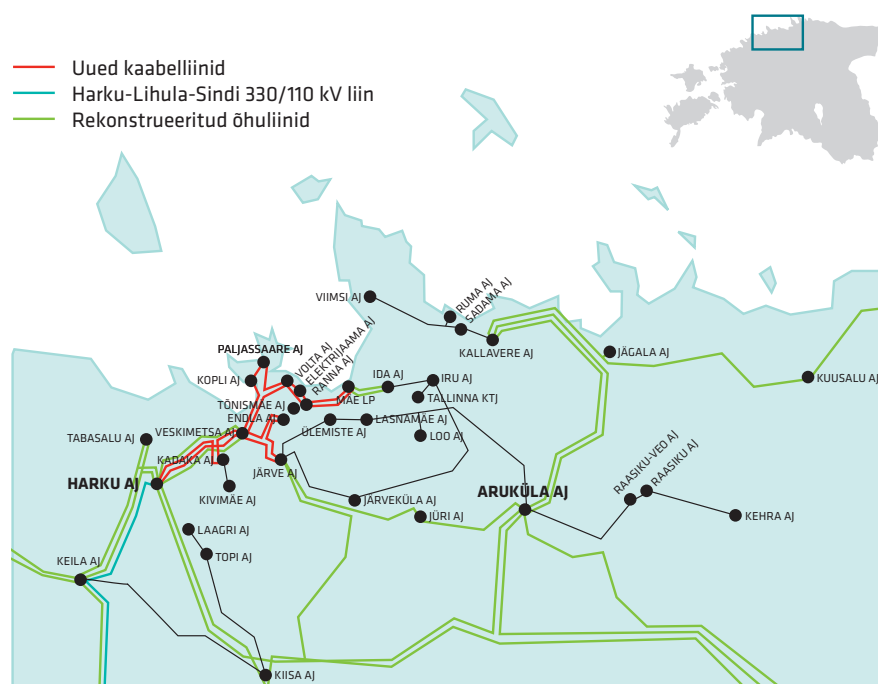 Uued kaabelliinid
Harku-Lihula-Sindi 330/110 kV liin
Rekonstrueeritud õhuliinid
VIIMSI AJ
RUMA AJ
SADAMA AJ
KALLAVERE AJ
JÄGALA AJ
KUUSALU AJ
PALJASSAARE AJ
VOLTA AJ
ELEKTRIJAAMA AJ
RANNA AJ
KOPLI AJ
IDA AJ
IRU AJ
MÄE LP
TALLINNA KTJ
TÕNISMÄE AJ
ENDLA AJ
ÜLEMISTE AJ
LASNAMÄE AJ
LOO AJ
TABASALU AJ
VESKIMETSA AJ
KADAKA AJ
JÄRVE AJ
HARKU AJ
KIVIMÄE AJ
JÄRVEKÜLA AJ
JÜRI AJ
ARUKÜLA AJ
RAASIKU-VEO AJ
RAASIKU AJ
KEHRA AJ
LAAGRI AJ
TOPI AJ
KEILA AJ
KIISA AJ